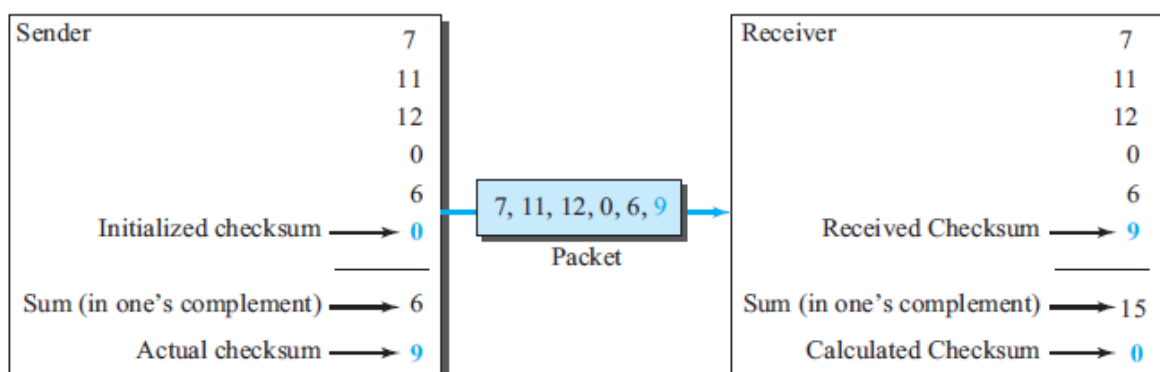 Sender
7
11
12
0
6
Initialized checksum 0
Sum (in one's complement) 6
Actual checksum 9
7, 11, 12, 0, 6, 9
Packet
Receiver
7
11
12
0
6
Received Checksum 9
Sum (in one's complement) 15
Calculated Checksum 0